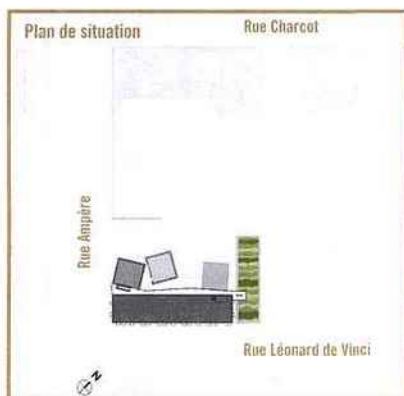 Plan de situation
Rue Charcot
Rue Ampère
Rue Léonard de Vinci
N